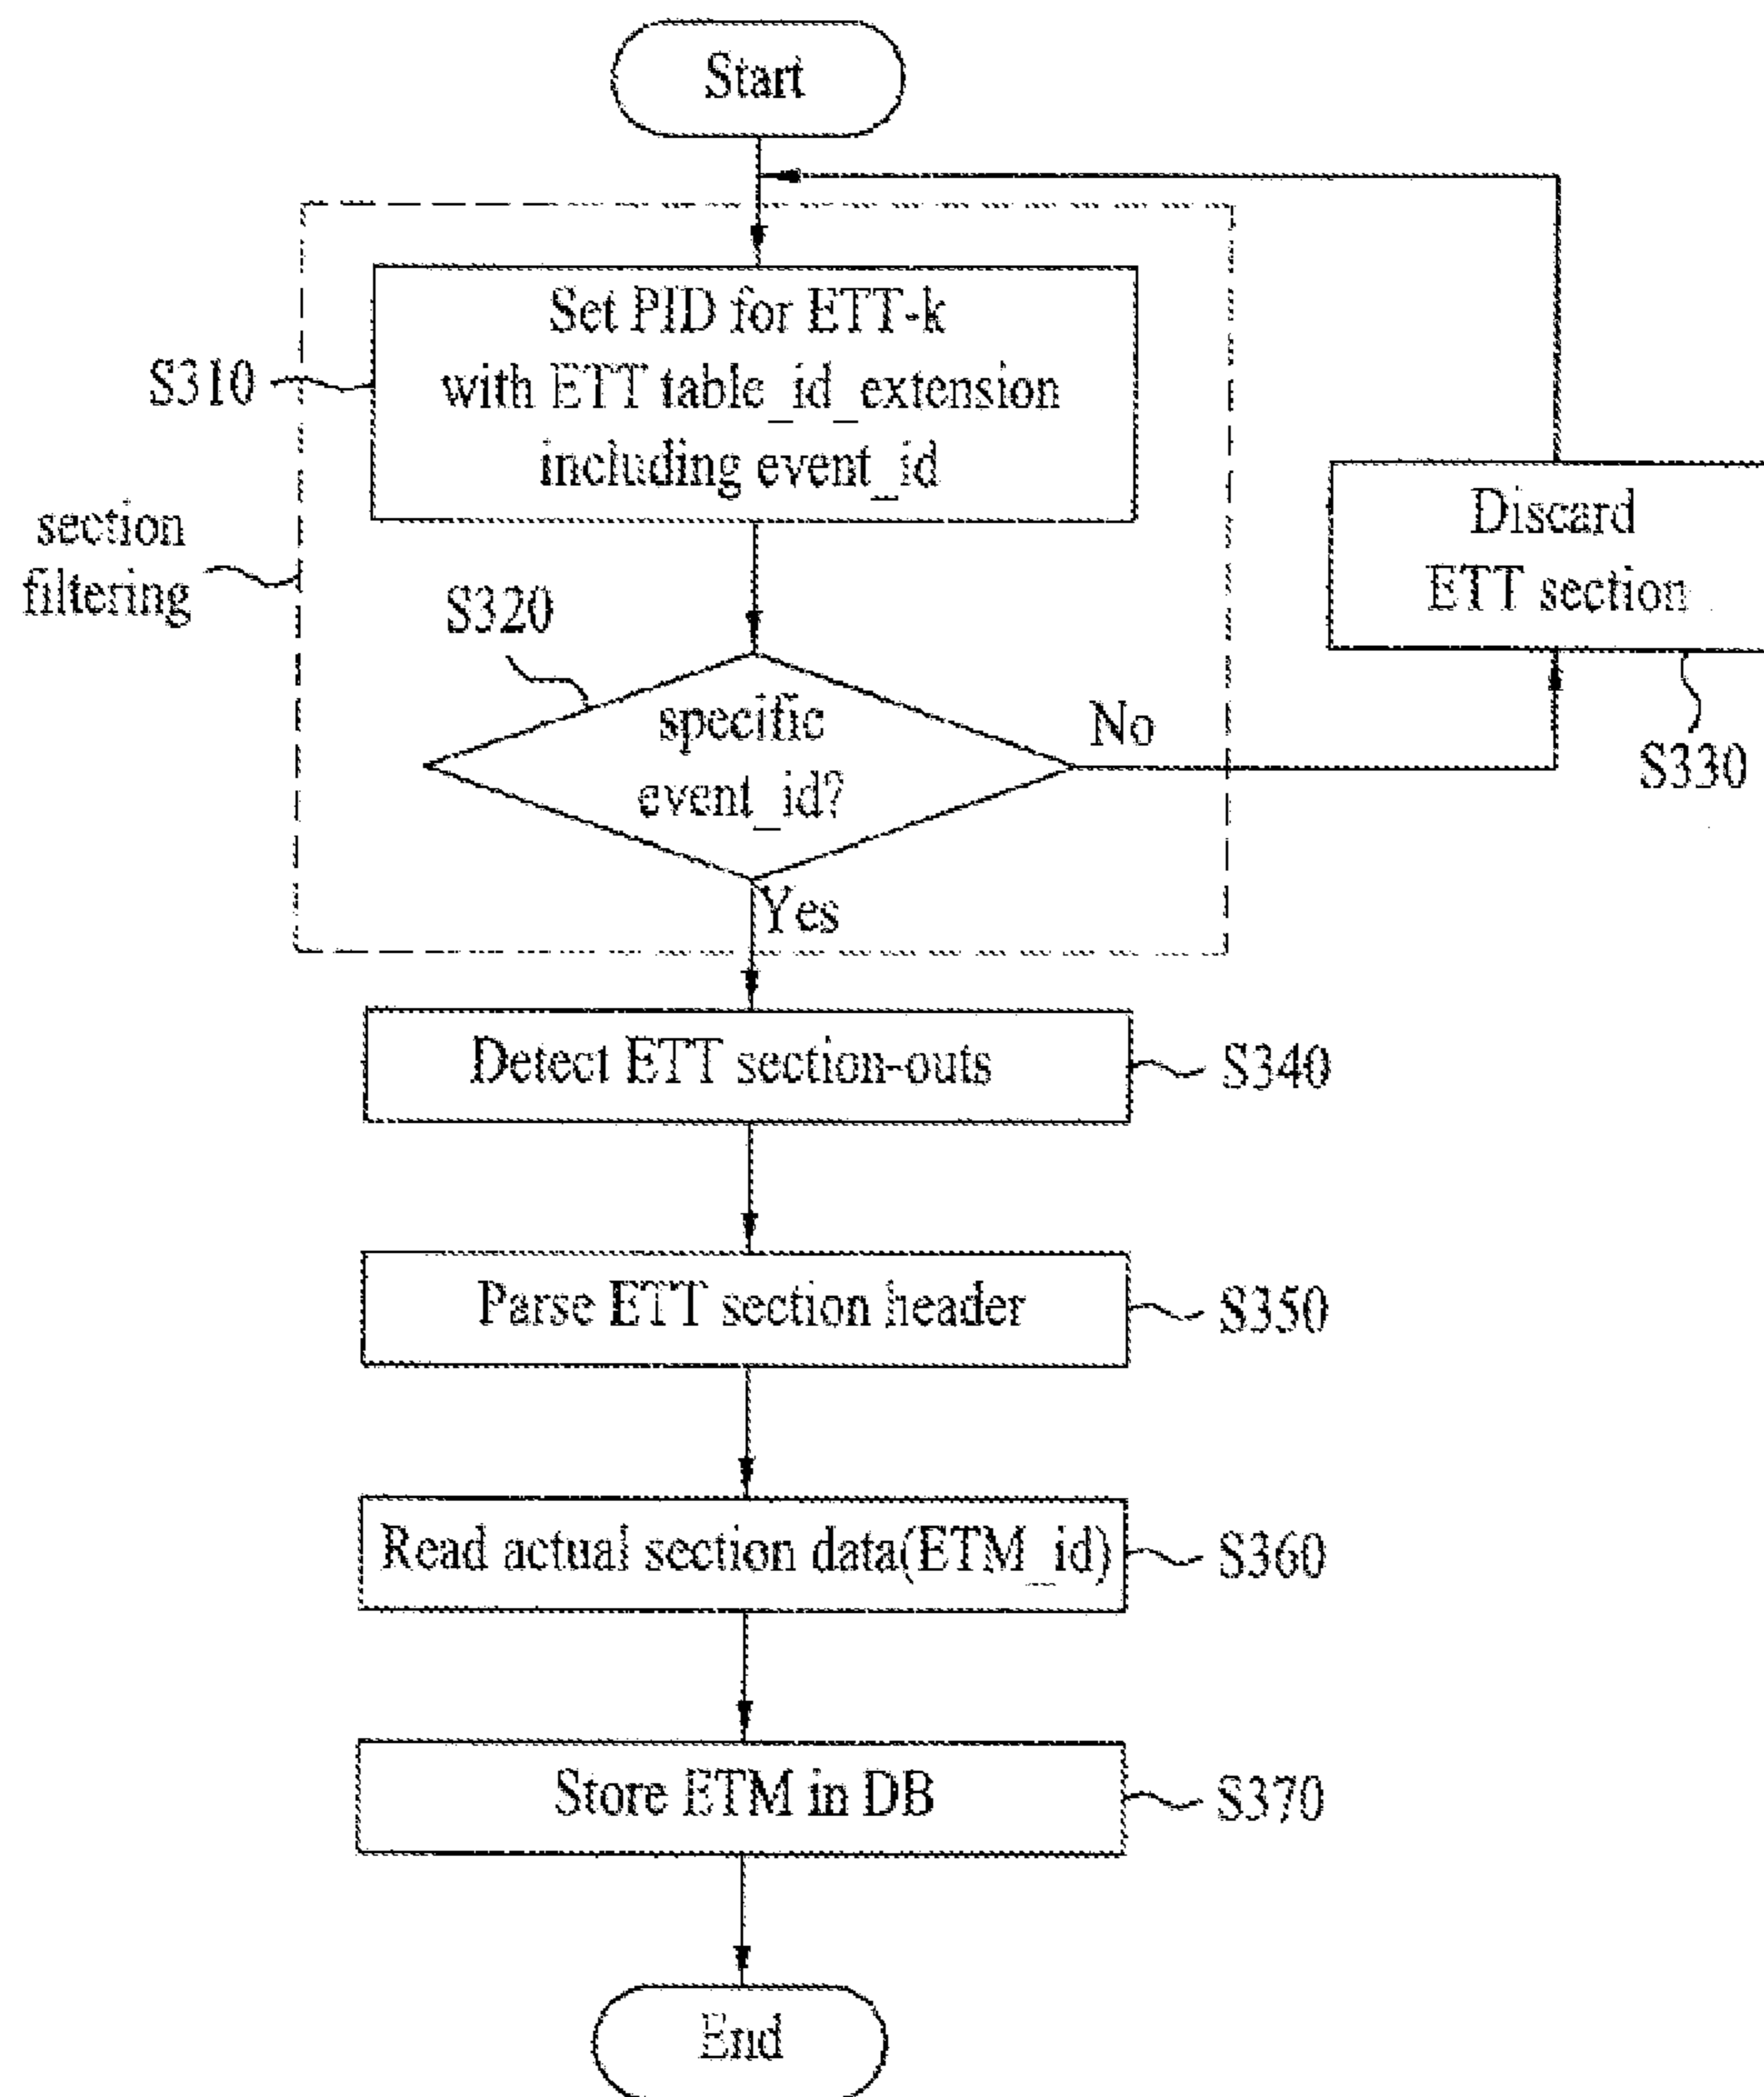 Start
Set PID for ETT-k
with ETT table_id_extension
including event_id
S310
section
filtering
Discard
ETT section
S330
S320
specific
event_id?
No
Yes
Detect ETT section-outs
S340
Parse ETT section header
S350
Read actual section data(ETM_id)
S360
Store ETM in DB
S370
End